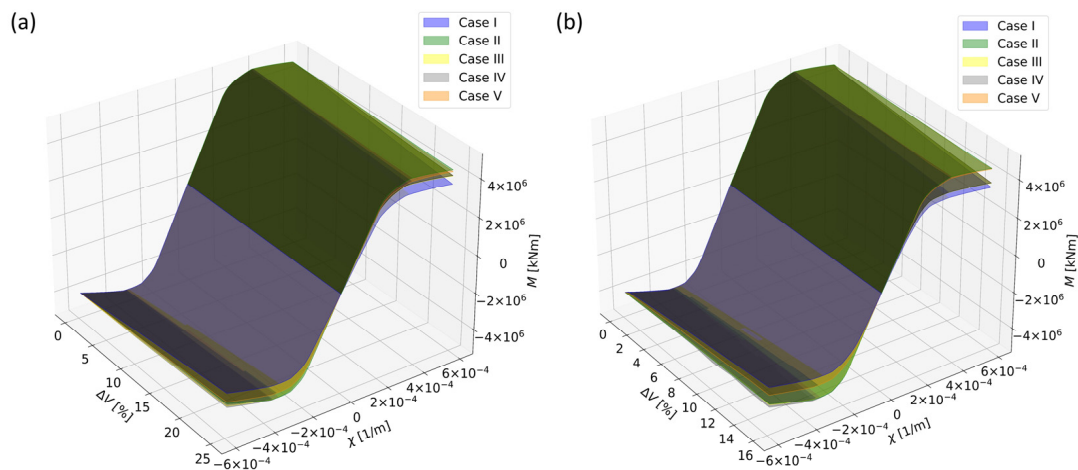 (a)
Case I
Case II
Case III
Case IV
Case V
4×10⁶
2×10⁶
0
−2×10⁶
−4×10⁶
M [kNm]
0
5
10
15
20
25
ΔV [%]
−6×10⁻⁴
−4×10⁻⁴
−2×10⁻⁴
0
2×10⁻⁴
4×10⁻⁴
6×10⁻⁴
χ [1/m]
(b)
Case I
Case II
Case III
Case IV
Case V
4×10⁶
2×10⁶
0
−2×10⁶
−4×10⁶
M [kNm]
0
2
4
6
8
10
12
14
16
ΔV [%]
−6×10⁻⁴
−4×10⁻⁴
−2×10⁻⁴
0
2×10⁻⁴
4×10⁻⁴
6×10⁻⁴
χ [1/m]